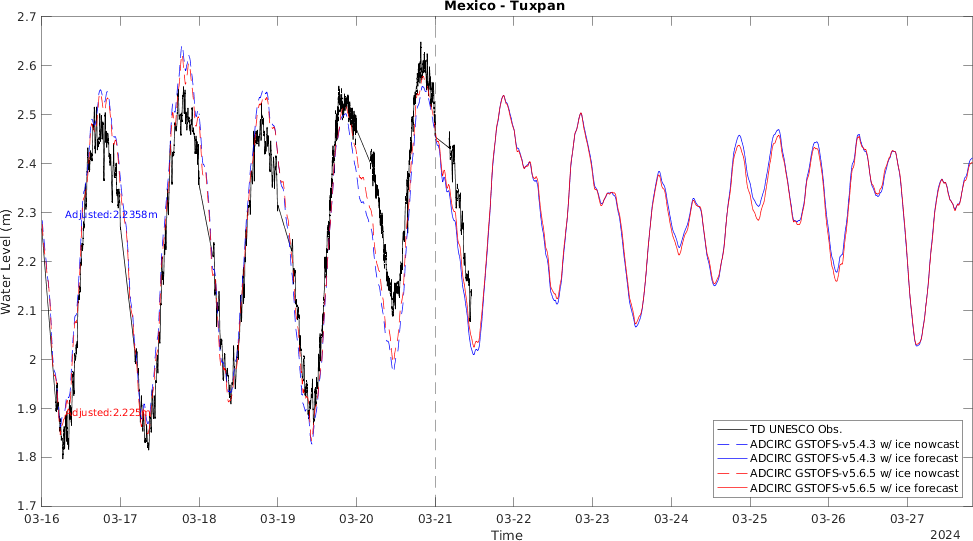 Mexico - Tuxpan
2.7
2.6
2.5
2.4
2.3
2.2
2.1
2
1.9
1.8
1.7
Water Level (m)
Adjusted:2.2358m
Adjusted:2.225m
TD UNESCO Obs.
ADCIRC GSTOFS-v5.4.3 w/ ice nowcast
ADCIRC GSTOFS-v5.4.3 w/ ice forecast
ADCIRC GSTOFS-v5.6.5 w/ ice nowcast
ADCIRC GSTOFS-v5.6.5 w/ ice forecast
03-16 03-17 03-18 03-19 03-20 03-21 03-22 03-23 03-24 03-25 03-26 03-27
Time
2024